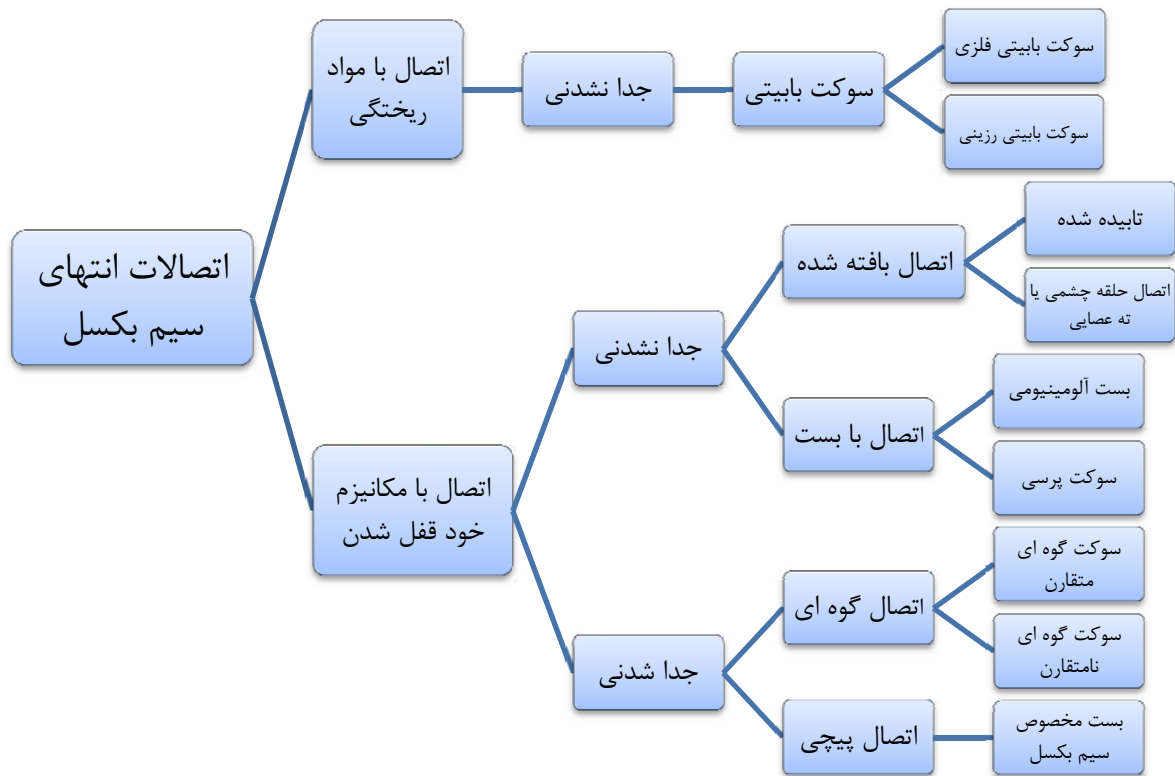 اتصالات انتهای
سیم بکسل
اتصال با مواد
ریختگی
جدا نشدنی
سوکت بابیتی
سوکت بابیتی فلزی
سوکت بابیتی رزینی
اتصال با مکانیزم
خود قفل شدن
جدا نشدنی
اتصال بافته شده
تابیده شده
اتصال حلقه چشمی یا
ته عصایی
اتصال با بست
بست آلومینیومی
سوکت پرسی
جدا شدنی
اتصال گوه ای
سوکت گوه ای
متقارن
سوکت گوه ای
نامتقارن
اتصال پیچی
بست مخصوص
سیم بکسل